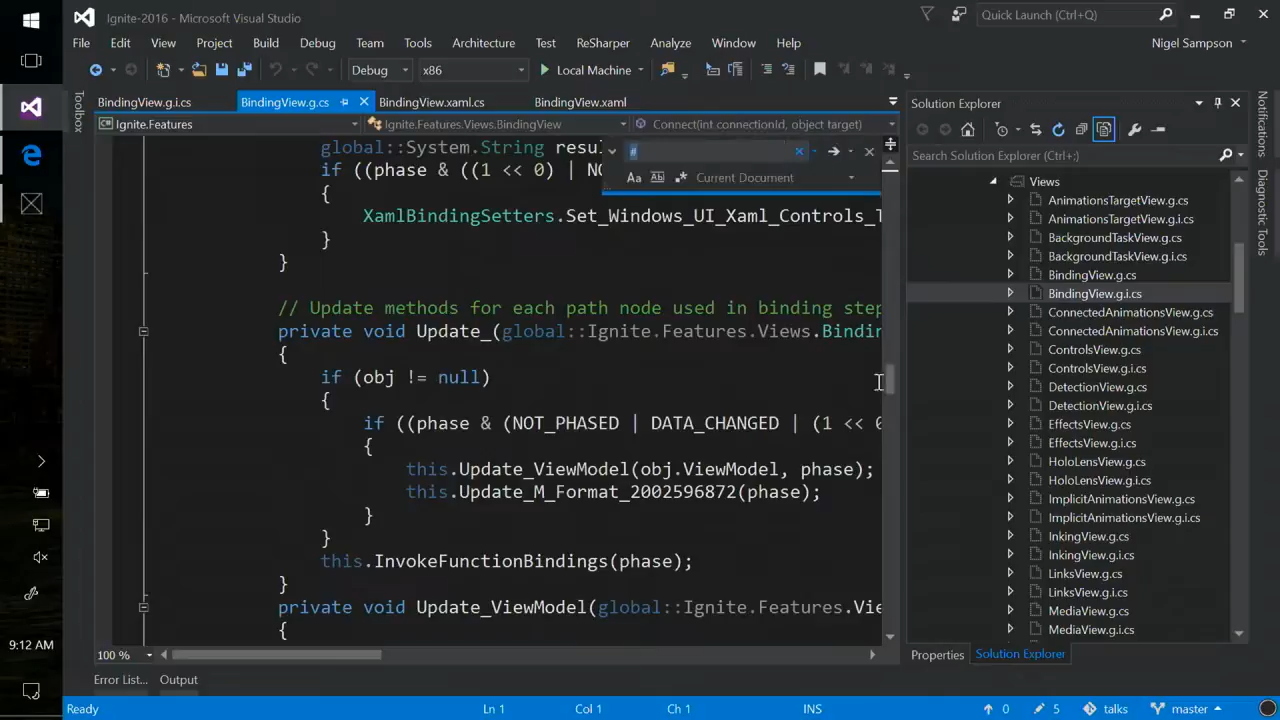 Ignite-2016 - Microsoft Visual Studio
Quick Launch (Ctrl+Q)
File Edit View Project Build Debug Team Tools Architecture Test ReSharper Analyze Window Help
Nigel Sampson
Debug x86 Local Machine
Toolbox
BindingView.g.i.cs BindingView.g.cs BindingView.xaml.cs BindingView.xaml
Ignite.Features Ignite.Features.Views.BindingView Connect(int connectionId, object target)
global::System.String resu
#
if ((phase & ((1 << 0) | NO
Aa Current Document
{
XamlBindingSetters.Set_Windows_UI_Xaml_Controls_T
}
}
// Update methods for each path node used in binding step
private void Update_(global::Ignite.Features.Views.Bindin
{
if (obj != null)
{
if ((phase & (NOT_PHASED | DATA_CHANGED | (1 << 0
{
this.Update_ViewModel(obj.ViewModel, phase);
this.Update_M_Format_2002596872(phase);
}
}
this.InvokeFunctionBindings(phase);
}
private void Update_ViewModel(global::Ignite.Features.Vie
{
100 %
Error List... Output
Solution Explorer
Search Solution Explorer (Ctrl+;)
Views
AnimationsTargetView.g.cs
AnimationsTargetView.g.i.cs
BackgroundTaskView.g.cs
BackgroundTaskView.g.i.cs
BindingView.g.cs
BindingView.g.i.cs
ConnectedAnimationsView.g.cs
ConnectedAnimationsView.g.i.cs
ControlsView.g.cs
ControlsView.g.i.cs
DetectionView.g.cs
DetectionView.g.i.cs
EffectsView.g.cs
EffectsView.g.i.cs
HoloLensView.g.cs
HoloLensView.g.i.cs
ImplicitAnimationsView.g.cs
ImplicitAnimationsView.g.i.cs
InkingView.g.cs
InkingView.g.i.cs
LinksView.g.cs
LinksView.g.i.cs
MediaView.g.cs
MediaView.g.i.cs
Properties Solution Explorer
Notifications
Diagnostic Tools
9:12 AM
Ready Ln 1 Col 1 Ch 1 INS 0 5 talks master